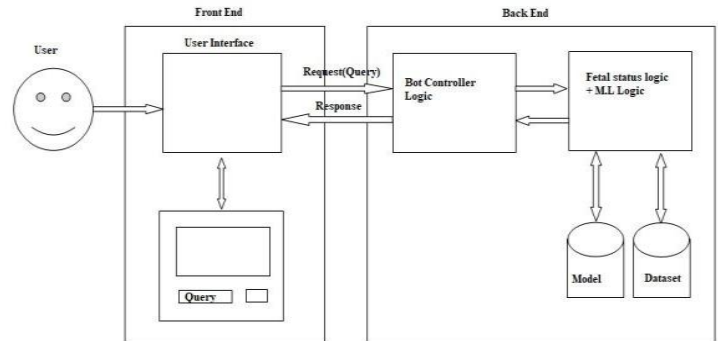 Front End
Back End
User
User Interface
Request(Query)
Response
Bot Controller
Logic
Fetal status logic
+ M.L Logic
Query
Model
Dataset